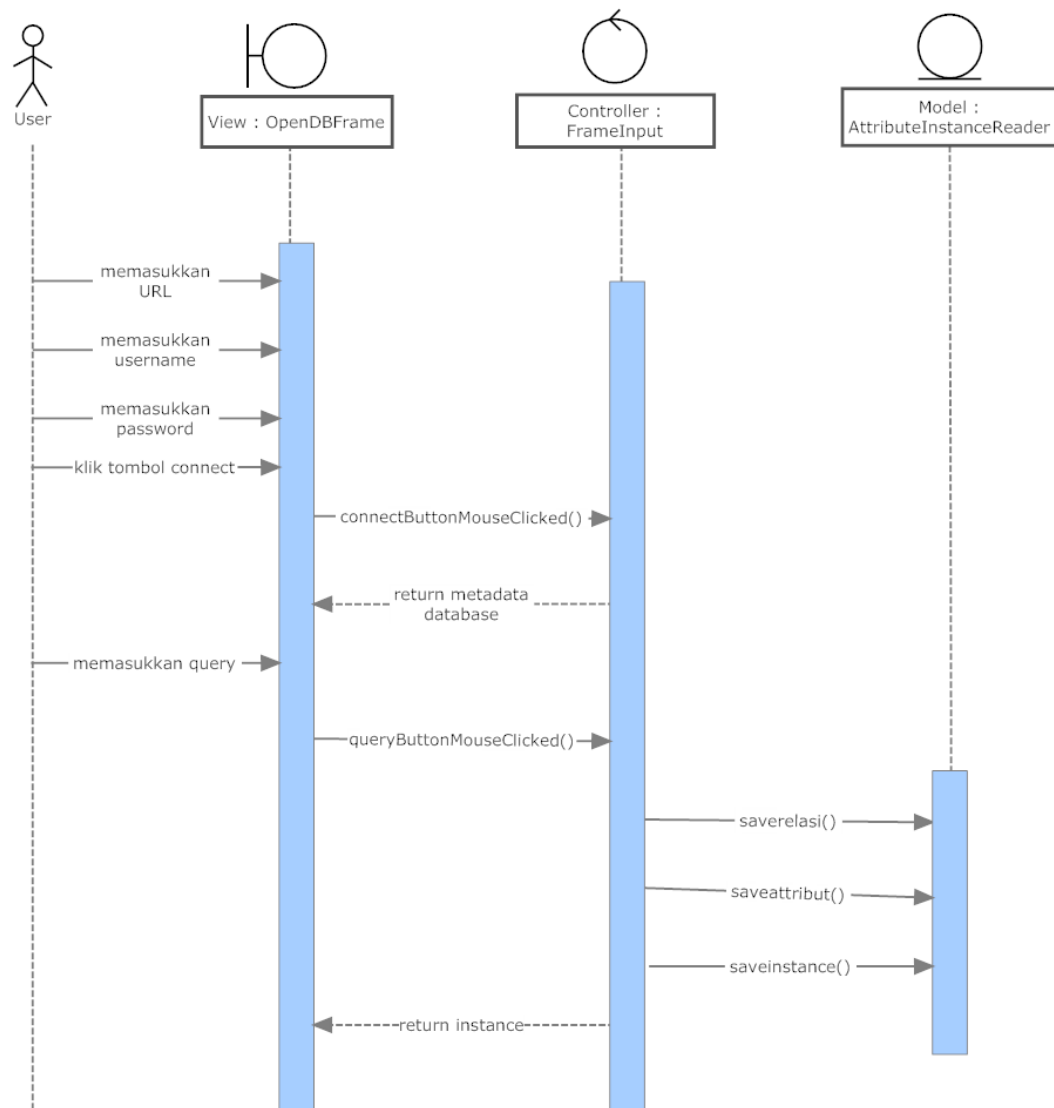 User
View : OpenDBFrame
Controller :
FrameInput
Model :
AttributeInstanceReader
memasukkan
URL
memasukkan
username
memasukkan
password
klik tombol connect
connectButtonMouseClicked()
return metadata
database
memasukkan query
queryButtonMouseClicked()
saverelasi()
saveattribut()
saveinstance()
return instance